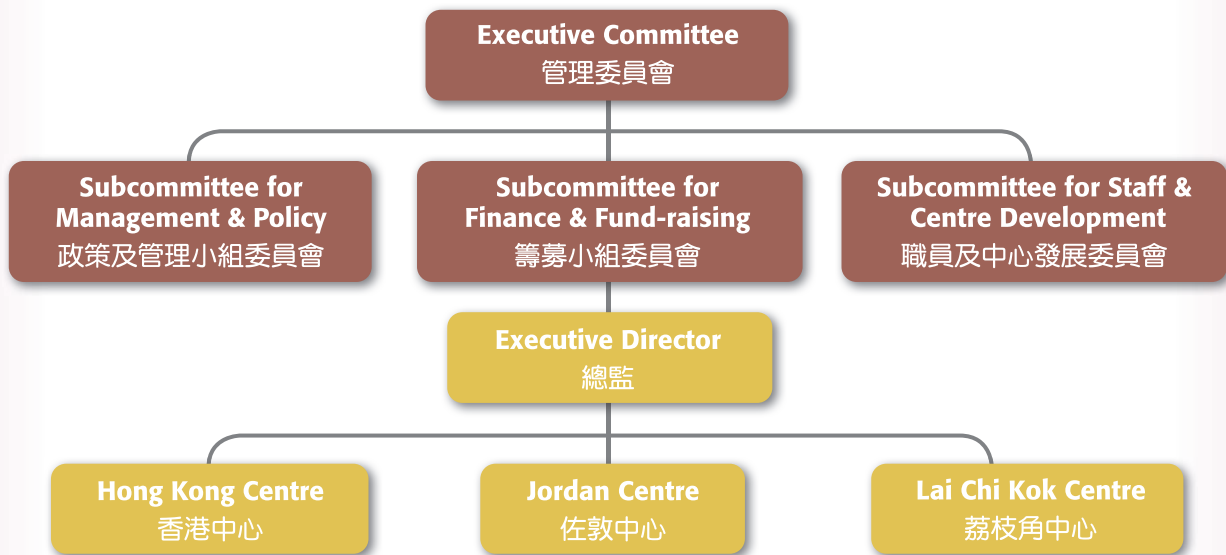 Executive Committee
管理委員會
Subcommittee for
Management & Policy
政策及管理小組委員會
Subcommittee for
Finance & Fund-raising
籌募小組委員會
Subcommittee for Staff &
Centre Development
職員及中心發展委員會
Executive Director
總監
Hong Kong Centre
香港中心
Jordan Centre
佐敦中心
Lai Chi Kok Centre
荔枝角中心